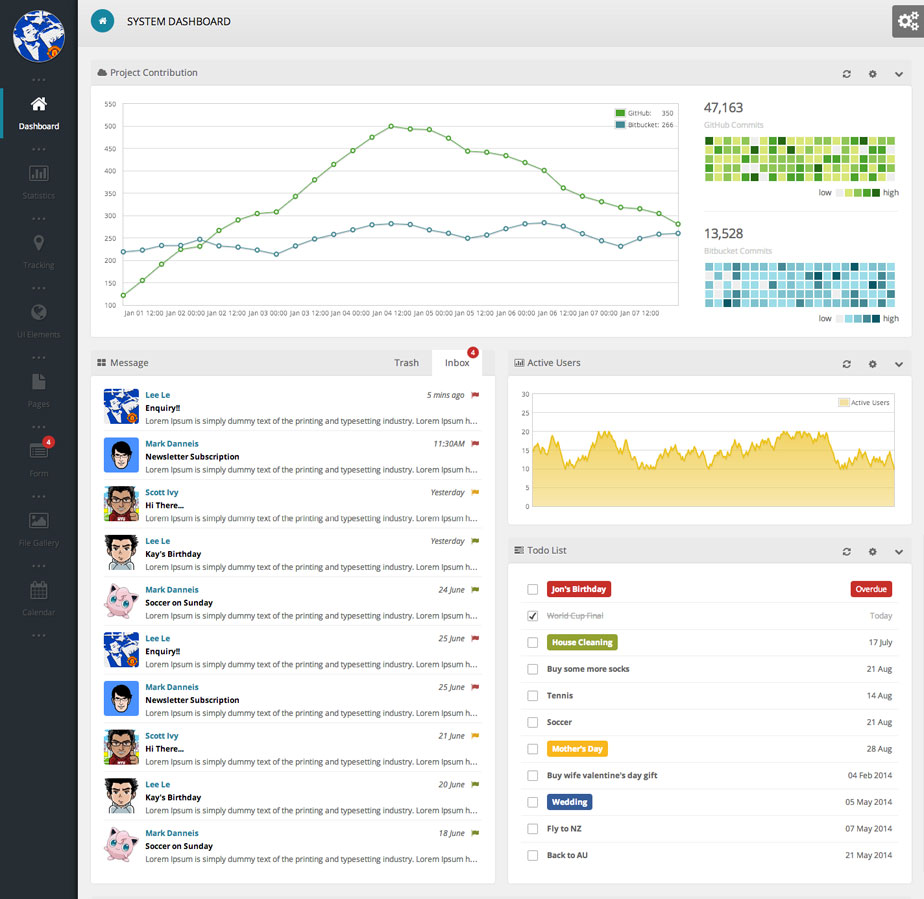 SYSTEM DASHBOARD
Dashboard
Statistics
Tracking
UI Elements
Pages
4
Form
File Gallery
Calendar
Project Contribution
550
500
450
400
350
300
250
200
150
100
GitHub: 350
Bitbucket: 266
Jan 01 12:00 Jan 02 00:00 Jan 02 12:00 Jan 03 00:00 Jan 03 12:00 Jan 04 00:00 Jan 04 12:00 Jan 05 00:00 Jan 05 12:00 Jan 06 00:00 Jan 06 12:00 Jan 07 00:00 Jan 07 12:00
47,163
GitHub Commits
low high
13,528
Bitbucket Commits
low high
Message Trash Inbox 4
Lee Le 5 mins ago
Enquiry!!
Lorem Ipsum is simply dummy text of the printing and typesetting industry. Lorem Ipsum h...
Mark Danneis 11:30AM
Newsletter Subscription
Lorem Ipsum is simply dummy text of the printing and typesetting industry. Lorem Ipsum h...
Scott Ivy Yesterday
Hi There...
Lorem Ipsum is simply dummy text of the printing and typesetting industry. Lorem Ipsum h...
Lee Le Yesterday
Kay's Birthday
Lorem Ipsum is simply dummy text of the printing and typesetting industry. Lorem Ipsum h...
Mark Danneis 24 June
Soccer on Sunday
Lorem Ipsum is simply dummy text of the printing and typesetting industry. Lorem Ipsum h...
Lee Le 25 June
Enquiry!!
Lorem Ipsum is simply dummy text of the printing and typesetting industry. Lorem Ipsum h...
Mark Danneis 25 June
Newsletter Subscription
Lorem Ipsum is simply dummy text of the printing and typesetting industry. Lorem Ipsum h...
Scott Ivy 21 June
Hi There...
Lorem Ipsum is simply dummy text of the printing and typesetting industry. Lorem Ipsum h...
Lee Le 20 June
Kay's Birthday
Lorem Ipsum is simply dummy text of the printing and typesetting industry. Lorem Ipsum h...
Mark Danneis 18 June
Soccer on Sunday
Lorem Ipsum is simply dummy text of the printing and typesetting industry. Lorem Ipsum h...
Active Users
30
25
20
15
10
5
0
Active Users
Todo List
Jon's Birthday Overdue
World Cup Final Today
House Cleaning 17 July
Buy some more socks 21 Aug
Tennis 14 Aug
Soccer 21 Aug
Mother's Day 28 Aug
Buy wife valentine's day gift 04 Feb 2014
Wedding 05 May 2014
Fly to NZ 07 May 2014
Back to AU 21 May 2014